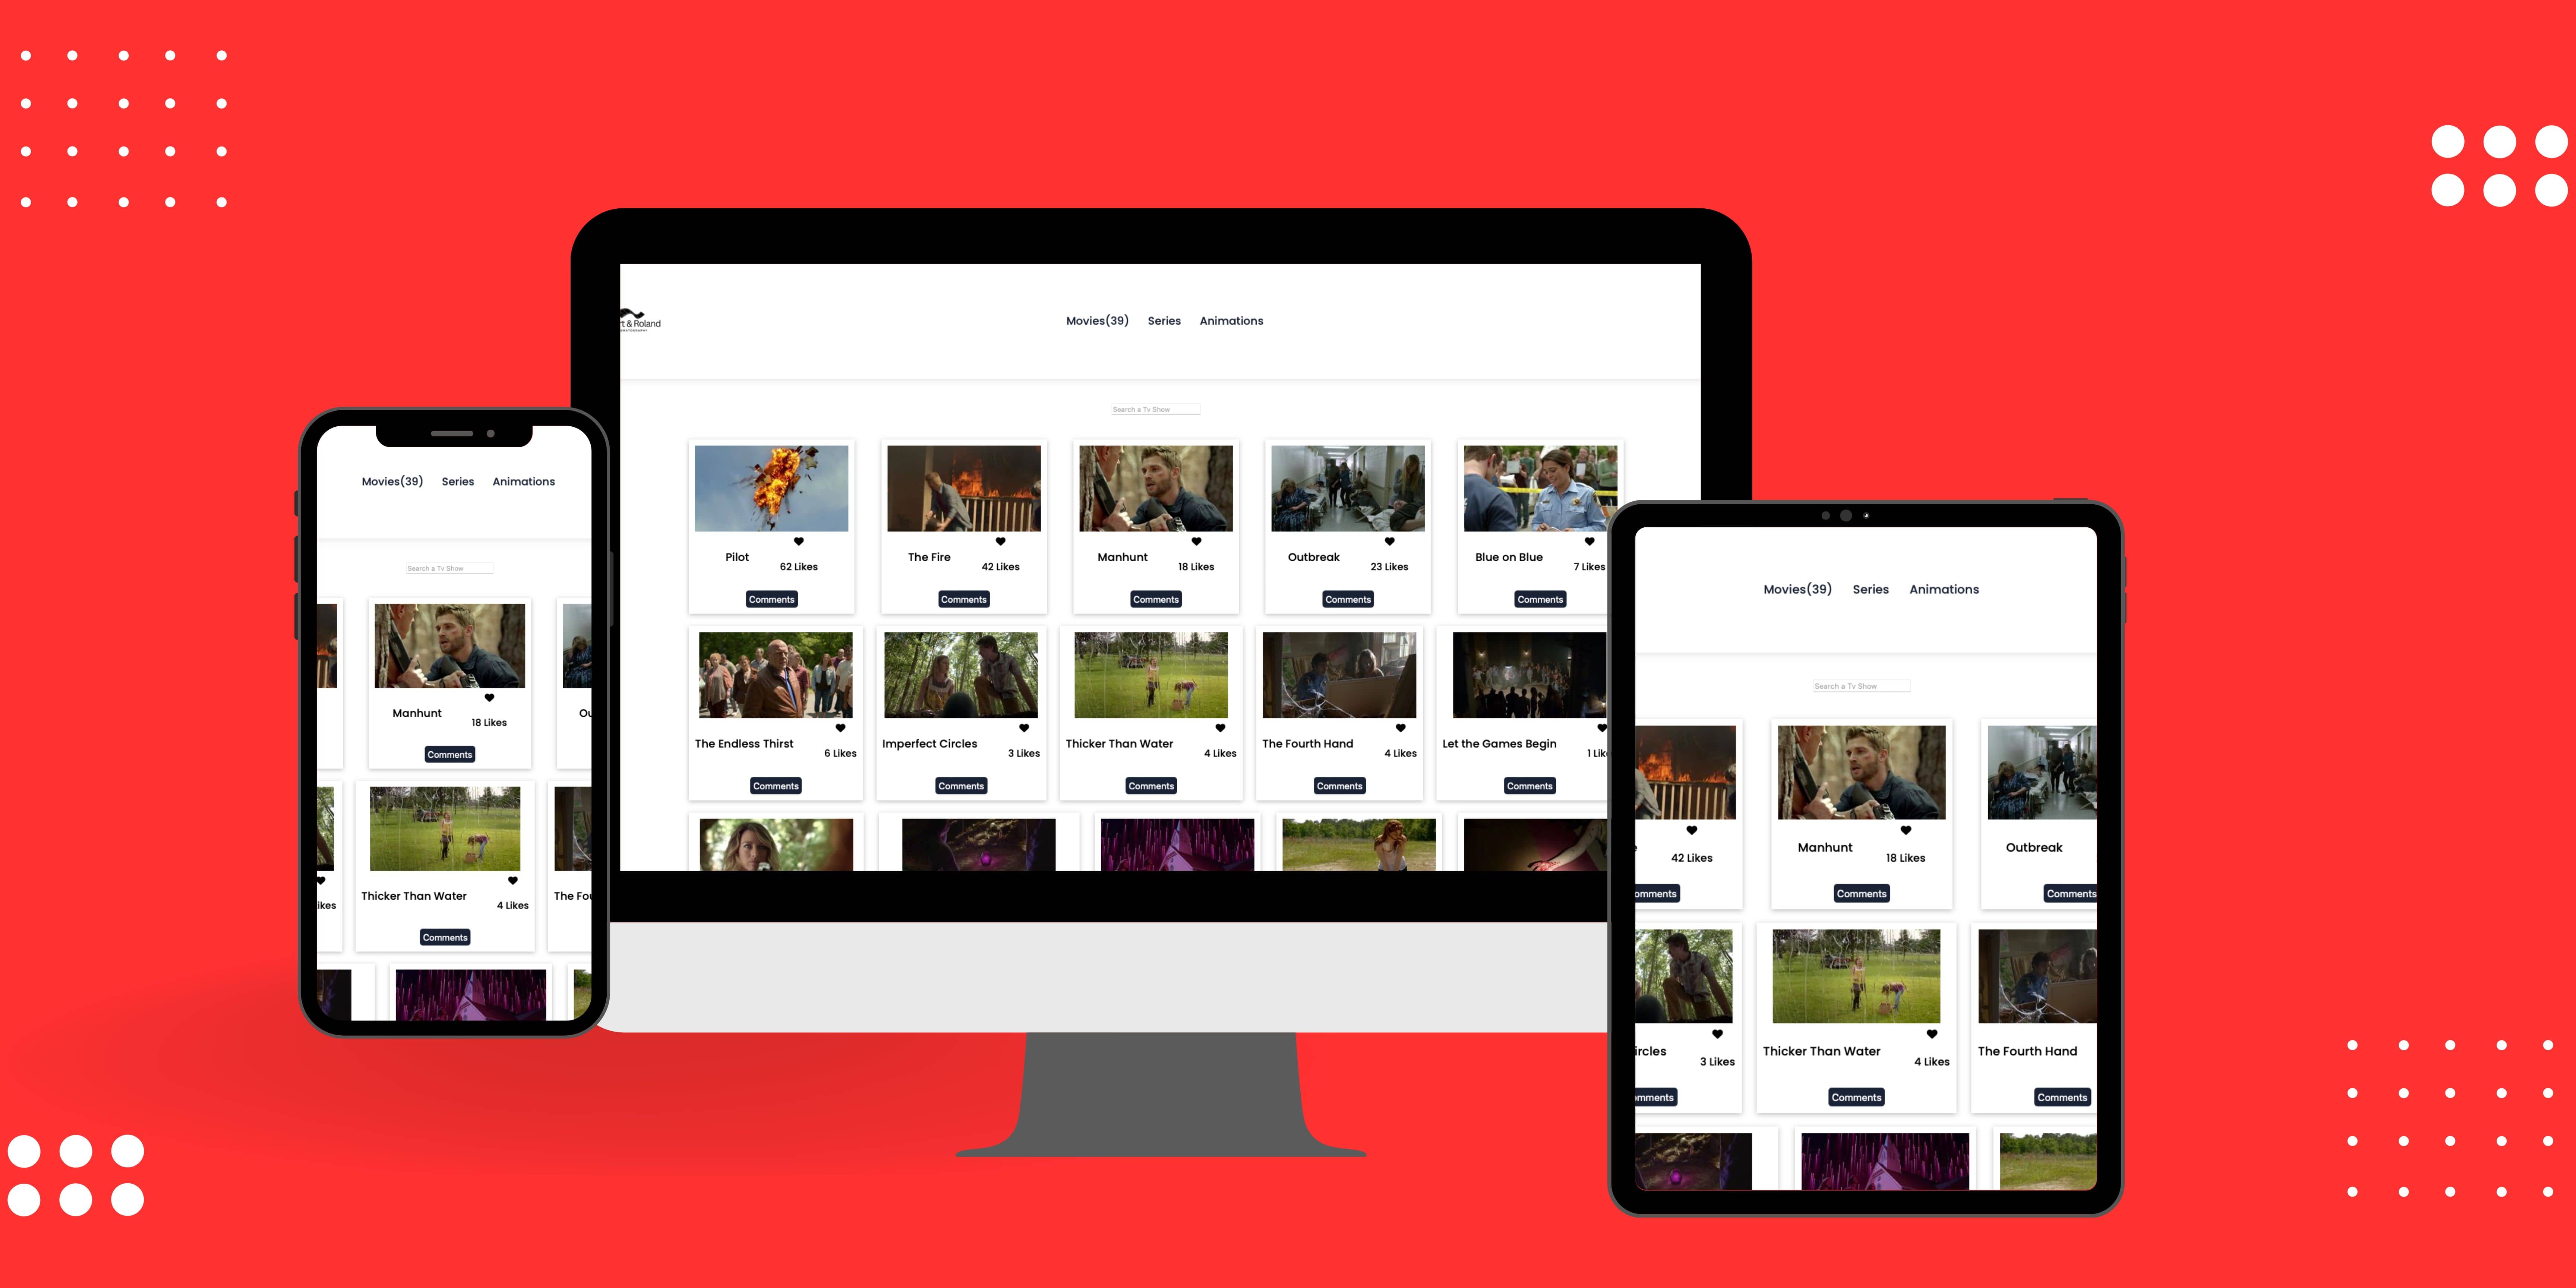 rt & Roland
Movies(39) Series Animations
Search a Tv Show
Pilot
62 Likes
Comments
The Fire
42 Likes
Comments
Manhunt
18 Likes
Comments
Outbreak
23 Likes
Comments
Blue on Blue
7 Likes
Comments
The Endless Thirst
6 Likes
Comments
Imperfect Circles
3 Likes
Comments
Thicker Than Water
4 Likes
Comments
The Fourth Hand
4 Likes
Comments
Let the Games Begin
1 Lik
Comments
Movies(39) Series Animations
Search a Tv Show
Manhunt
18 Likes
Comments
Ou
ikes
Thicker Than Water
4 Likes
Comments
The Fou
Movies(39) Series Animations
Search a Tv Show
e
42 Likes
omments
Manhunt
18 Likes
Comments
Outbreak
Comments
ircles
3 Likes
mments
Thicker Than Water
4 Likes
Comments
The Fourth Hand
Comments